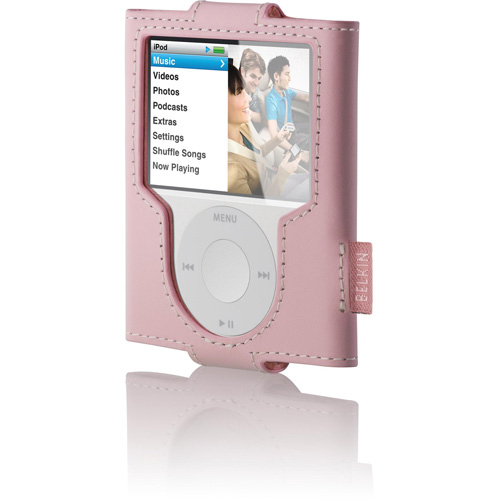 iPod
Music
Videos
Photos
Podcasts
Extras
Settings
Shuffle Songs
Now Playing
MENU
BELKIN